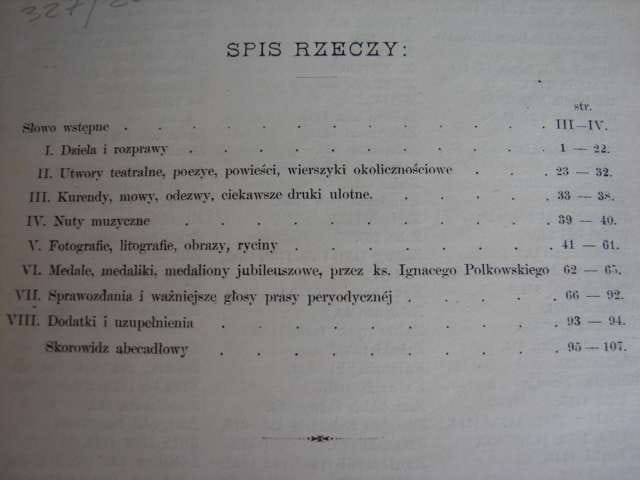 327/
SPIS RZECZY:
str.
Słowo wstępne . . . . . . . . . . . . III—IV.
I. Dzieła i rozprawy . . . . . . . . . . 1 — 22.
II. Utwory teatralne, poezye, powieści, wierszyki okolicznościowe . . . 23 — 32.
III. Kurendy, mowy, odezwy, ciekawsze druki ulotne. . . . . . 33 — 38.
IV. Nuty muzyczne . . . . . . . . . . . 39 — 40.
V. Fotografie, litografie, obrazy, ryciny . . . . . . . . 41 — 61.
VI. Medale, medaliki, medaliony jubileuszowe, przez ks. Ignacego Polkowskiego 62 — 65.
VII. Sprawozdania i ważniejsze głosy prasy peryodycznéj . . . . . 66 — 92.
VIII. Dodatki i uzupełnienia . . . . . . . . . . 93 — 94.
Skorowidz abecadłowy . . . . . . . . . . 95 — 107.